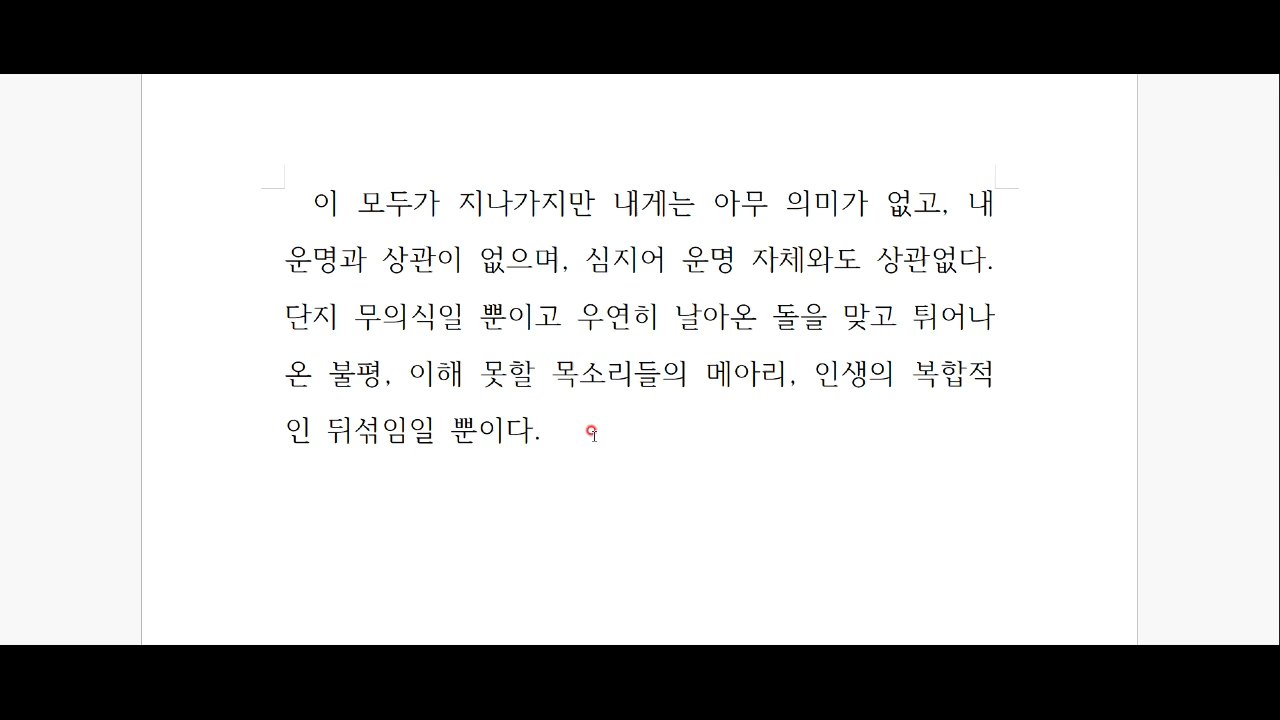 이 모두가 지나가지만 내게는 아무 의미가 없고, 내
운명과 상관이 없으며, 심지어 운명 자체와도 상관없다.
단지 무의식일 뿐이고 우연히 날아온 돌을 맞고 튀어나
온 불평, 이해 못할 목소리들의 메아리, 인생의 복합적
인 뒤섞임일 뿐이다.